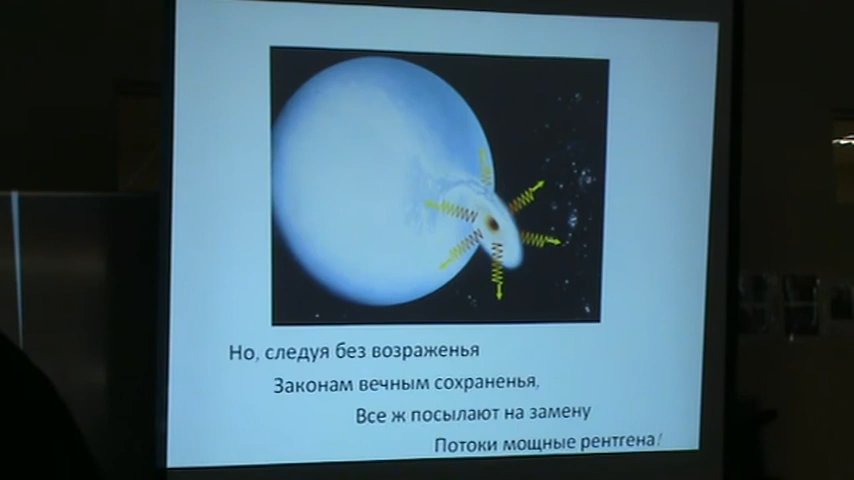 Но, следуя без возраженья
Законам вечным сохраненья,
Все ж посылают на замену
Потоки мощные рентгена!